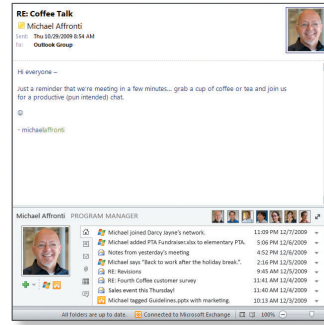 RE: Coffee Talk
Michael Affronti
Sent: Thu 10/29/2009 8:54 AM
To: Outlook Group
Hi everyone –
Just a reminder that we're meeting in a few minutes... grab a cup of coffee or tea and join us
for a productive (pun intended) chat.
☺
- michaelaffronti
Michael Affronti PROGRAM MANAGER
Michael joined Darcy Jayne's network. 11:09 PM 12/7/2009
Michael added PTA Fundraiser.xlsx to elementary PTA. 5:06 PM 12/6/2009
Notes from yesterday's meeting 4:52 PM 12/6/2009
Michael says "Back to work after the holiday break.". 2:16 PM 12/5/2009
RE: Revisions 9:45 AM 12/5/2009
RE: Fourth Coffee customer survey 11:41 AM 12/4/2009
Sales event this Thursday! 11:40 AM 12/4/2009
Michael tagged Guidelines.pptx with marketing. 10:13 AM 12/3/2009
All folders are up to date. Connected to Microsoft Exchange 100%